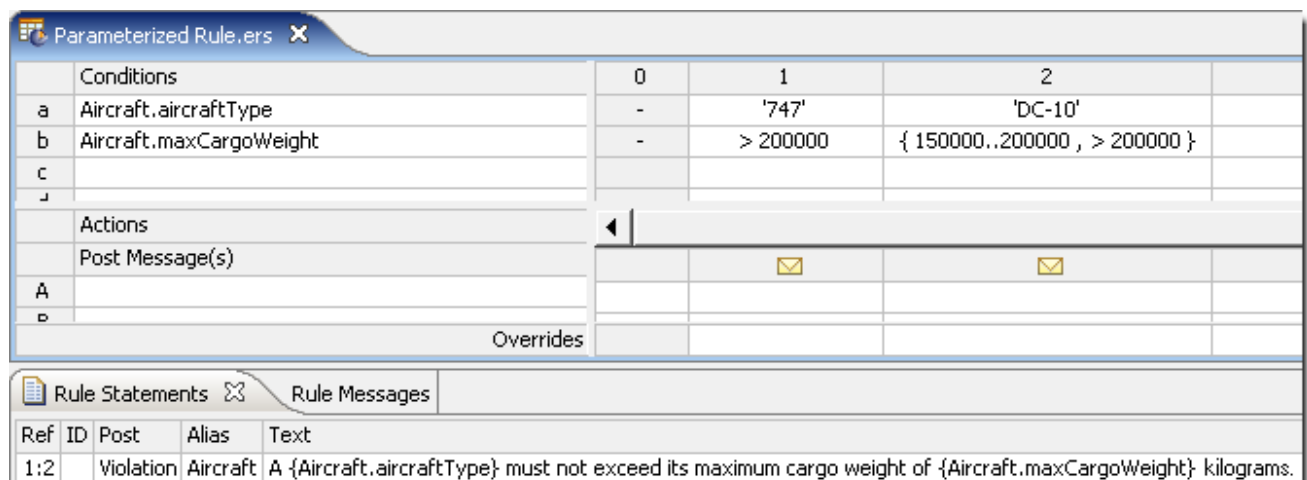 Parameterized Rule.ers
Conditions 0 1 2
a Aircraft.aircraftType - '747' 'DC-10'
b Aircraft.maxCargoWeight - > 200000 { 150000..200000 , > 200000 }
c
Actions
Post Message(s)
A
Overrides
Rule Statements Rule Messages
Ref ID Post Alias Text
1:2 Violation Aircraft A {Aircraft.aircraftType} must not exceed its maximum cargo weight of {Aircraft.maxCargoWeight} kilograms.